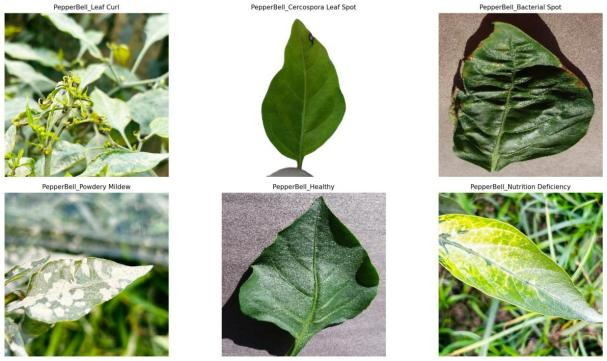 PepperBell_Leaf Curl
PepperBell_Cercospora Leaf Spot
PepperBell_Bacterial Spot
PepperBell_Powdery Mildew
PepperBell_Healthy
PepperBell_Nutrition Deficiency